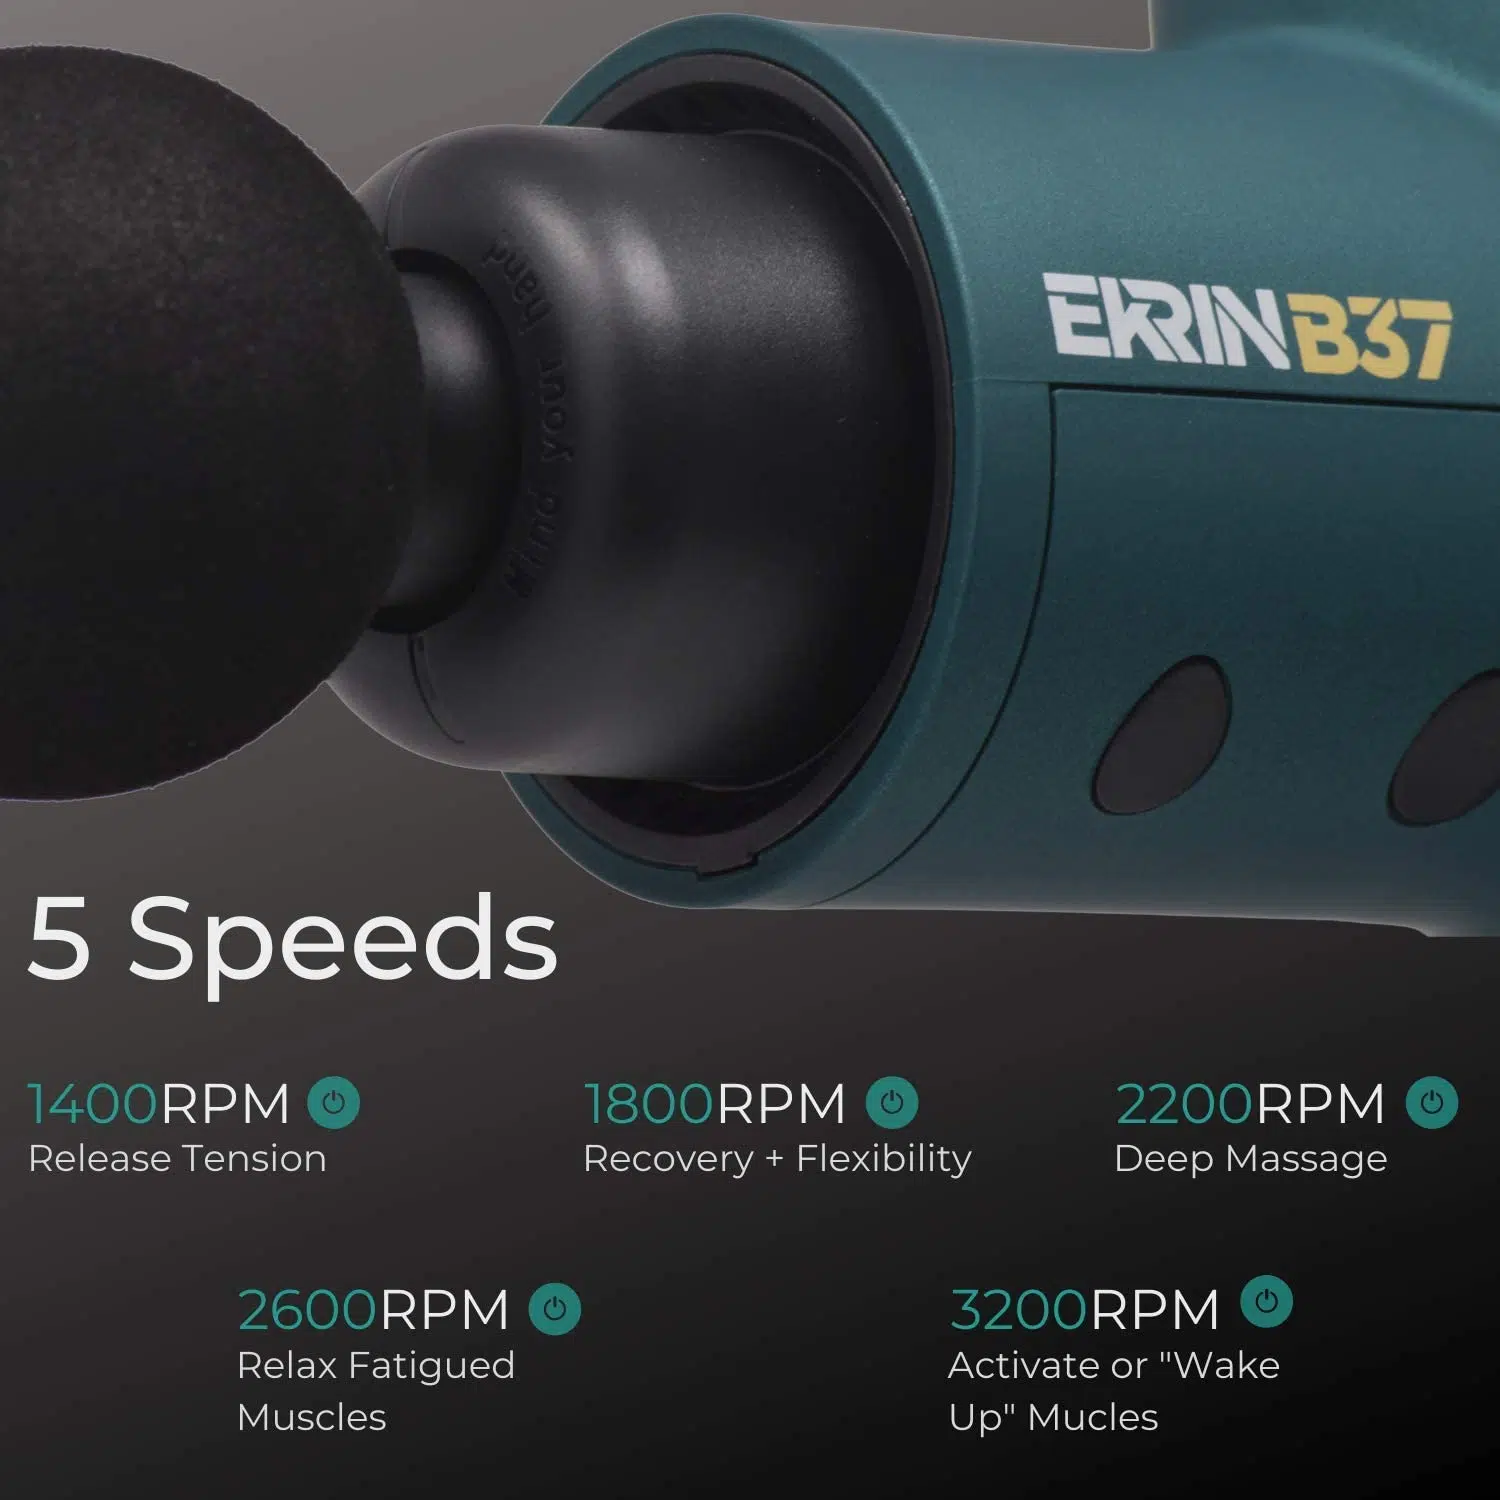 Mind your hand
EKRIN B37
5 Speeds
1400RPM
Release Tension
1800RPM
Recovery + Flexibility
2200RPM
Deep Massage
2600RPM
Relax Fatigued
Muscles
3200RPM
Activate or "Wake
Up" Mucles